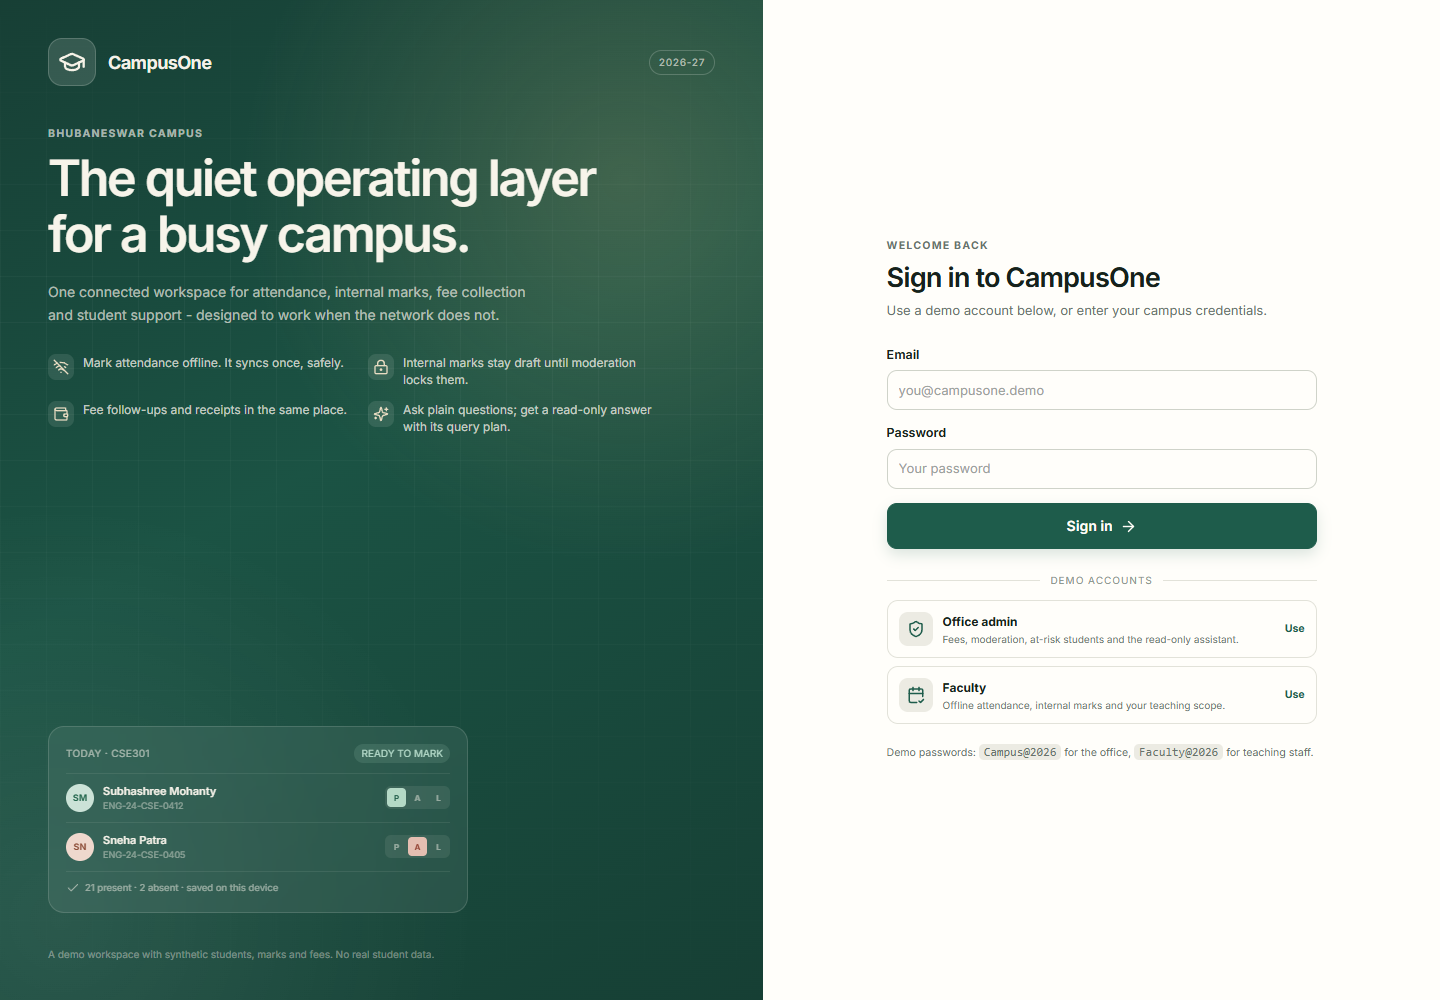 CampusOne
2026-27
BHUBANESWAR CAMPUS
The quiet operating layer
for a busy campus.
One connected workspace for attendance, internal marks, fee collection
and student support - designed to work when the network does not.
Mark attendance offline. It syncs once, safely.
Internal marks stay draft until moderation
locks them.
Fee follow-ups and receipts in the same place.
Ask plain questions; get a read-only answer
with its query plan.
TODAY · CSE301
READY TO MARK
SM
Subhashree Mohanty
ENG-24-CSE-0412
P A L
SN
Sneha Patra
ENG-24-CSE-0405
P A L
21 present · 2 absent · saved on this device
A demo workspace with synthetic students, marks and fees. No real student data.
WELCOME BACK
Sign in to CampusOne
Use a demo account below, or enter your campus credentials.
Email
you@campusone.demo
Password
Your password
Sign in
DEMO ACCOUNTS
Office admin
Fees, moderation, at-risk students and the read-only assistant.
Use
Faculty
Offline attendance, internal marks and your teaching scope.
Use
Demo passwords: Campus@2026 for the office, Faculty@2026 for teaching staff.